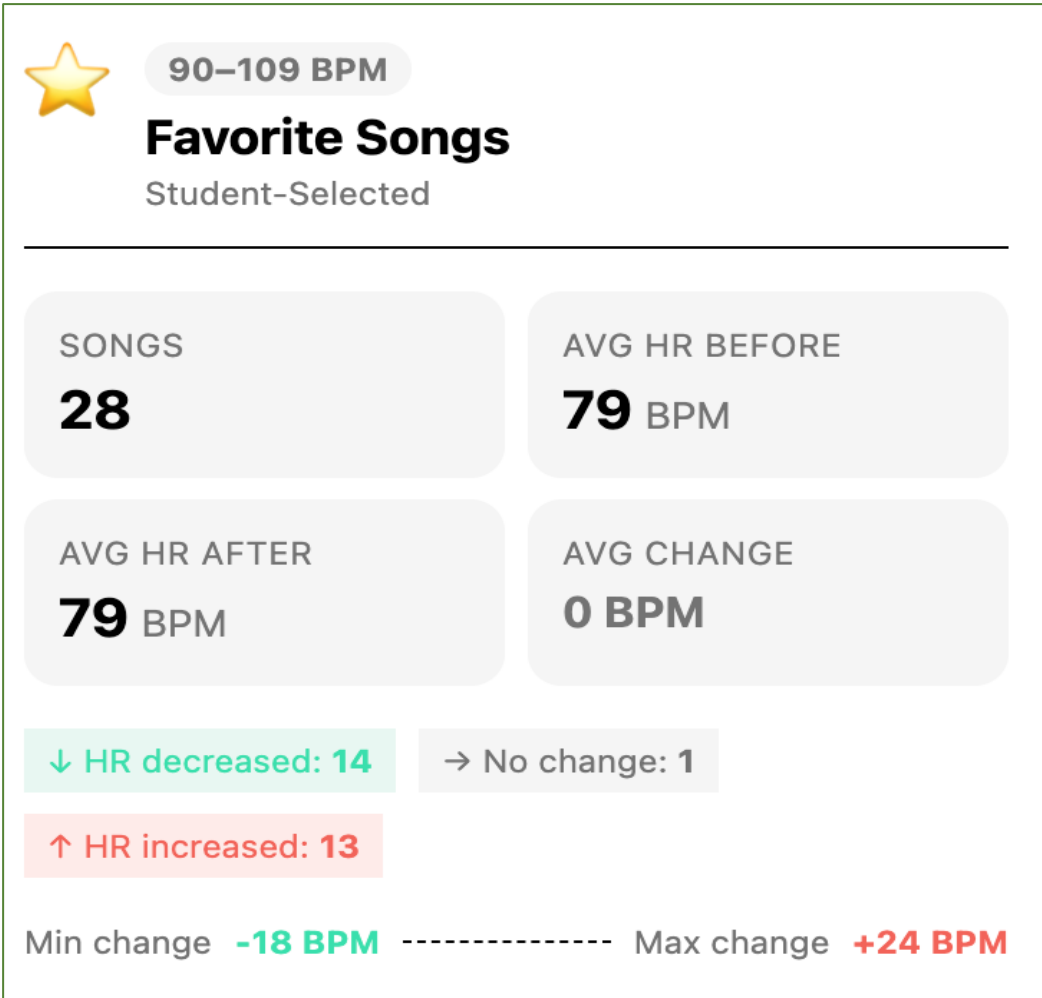 90–109 BPM
Favorite Songs
Student-Selected
SONGS
28
AVG HR BEFORE
79 BPM
AVG HR AFTER
79 BPM
AVG CHANGE
0 BPM
↓ HR decreased: 14
→ No change: 1
↑ HR increased: 13
Min change -18 BPM
Max change +24 BPM